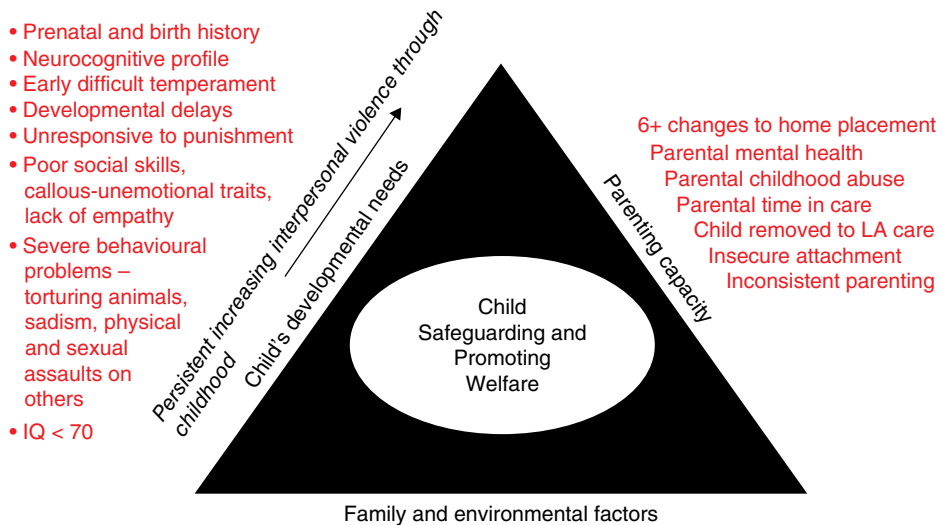 • Prenatal and birth history
• Neurocognitive profile
• Early difficult temperament
• Developmental delays
• Unresponsive to punishment
• Poor social skills,
callous-unemotional traits,
lack of empathy
• Severe behavioural
problems –
torturing animals,
sadism, physical
and sexual
assaults on
others
• IQ < 70
Persistent increasing interpersonal violence through
childhood
Child's developmental needs
Child
Safeguarding and
Promoting
Welfare
Parenting capacity
6+ changes to home placement
Parental mental health
Parental childhood abuse
Parental time in care
Child removed to LA care
Insecure attachment
Inconsistent parenting
Family and environmental factors